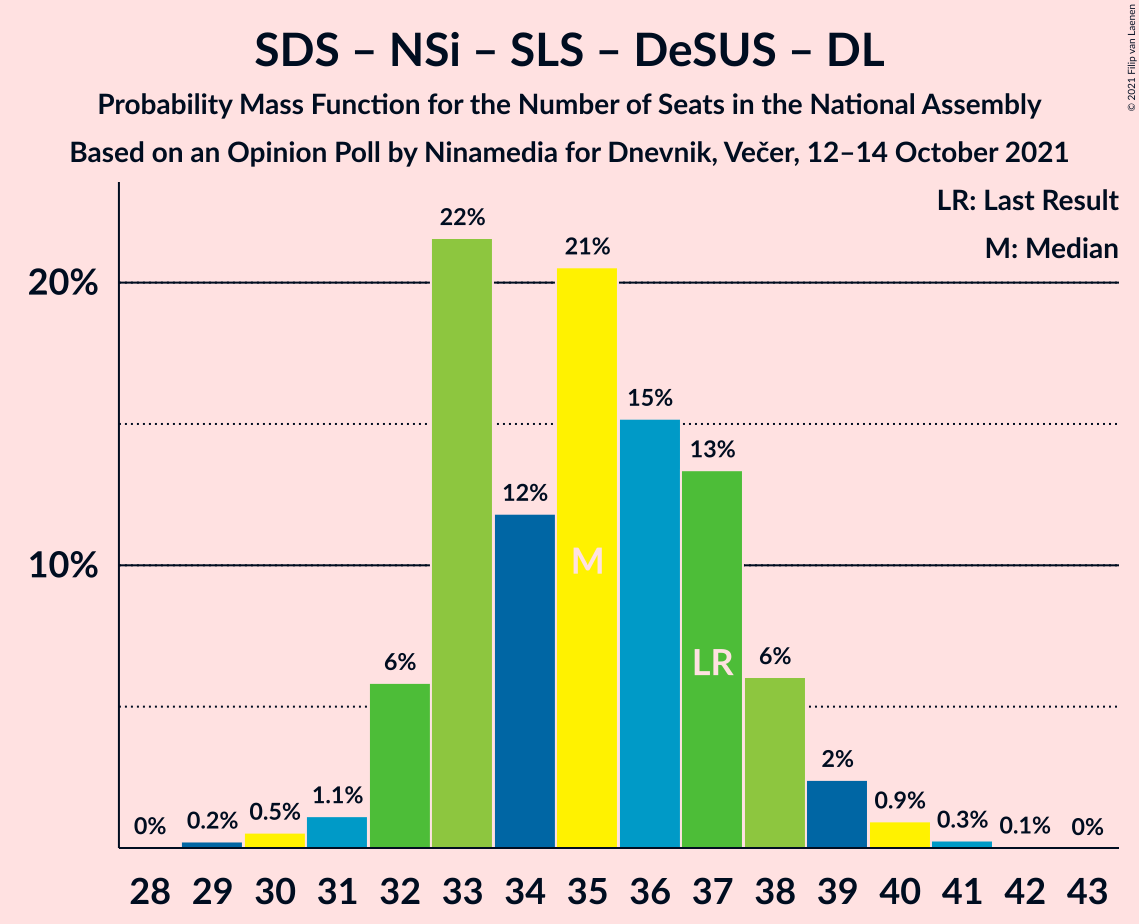 SDS – NSi – SLS – DeSUS – DL
Probability Mass Function for the Number of Seats in the National Assembly
Based on an Opinion Poll by Ninamedia for Dnevnik, Večer, 12–14 October 2021
© 2021 Filip van Laenen
LR: Last Result
M: Median
20%
10%
0%
0.2%
0.5%
1.1%
6%
22%
12%
21%
15%
13%
6%
2%
0.9%
0.3%
0.1%
0%
M
LR
28 29 30 31 32 33 34 35 36 37 38 39 40 41 42 43